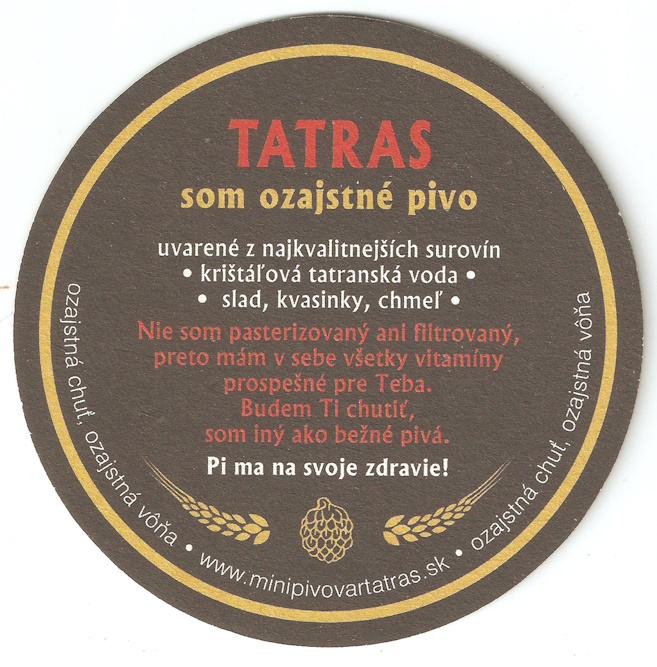 TATRAS
som ozajstné pivo
uvarené z najkvalitnejších surovín
• krištáľová tatranská voda •
• slad, kvasinky, chmeľ •
Nie som pasterizovaný ani filtrovaný,
preto mám v sebe všetky vitamíny
prospešné pre Teba.
Budem Ti chutiť,
som iný ako bežné pivá.
Pi ma na svoje zdravie!
ozajstná chuť, ozajstná vôňa • www.minipivovartatras.sk • ozajstná chuť, ozajstná vôňa